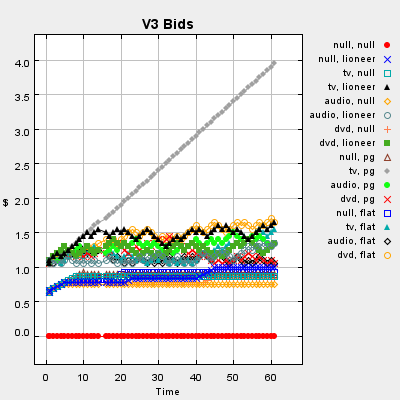 V3 Bids
4.0
3.5
3.0
2.5
2.0
1.5
1.0
0.5
0.0
$
0 10 20 30 40 50 60
Time
null, null
null, lioneer
tv, null
tv, lioneer
audio, null
audio, lioneer
dvd, null
dvd, lioneer
null, pg
tv, pg
audio, pg
dvd, pg
null, flat
tv, flat
audio, flat
dvd, flat